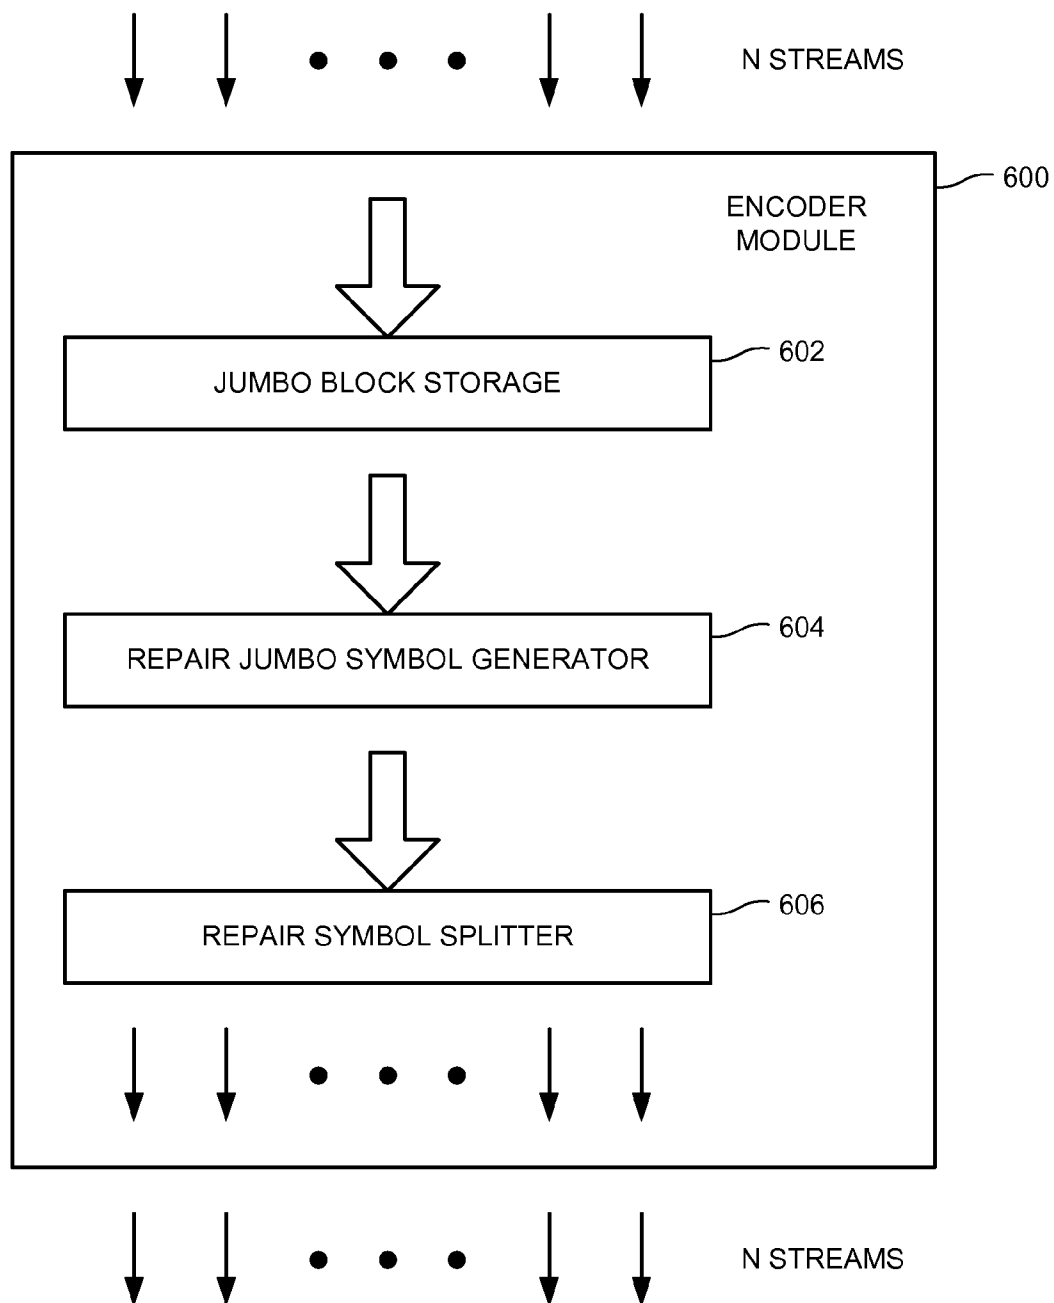 N STREAMS
600
ENCODER
MODULE
602
JUMBO BLOCK STORAGE
604
REPAIR JUMBO SYMBOL GENERATOR
606
REPAIR SYMBOL SPLITTER
N STREAMS